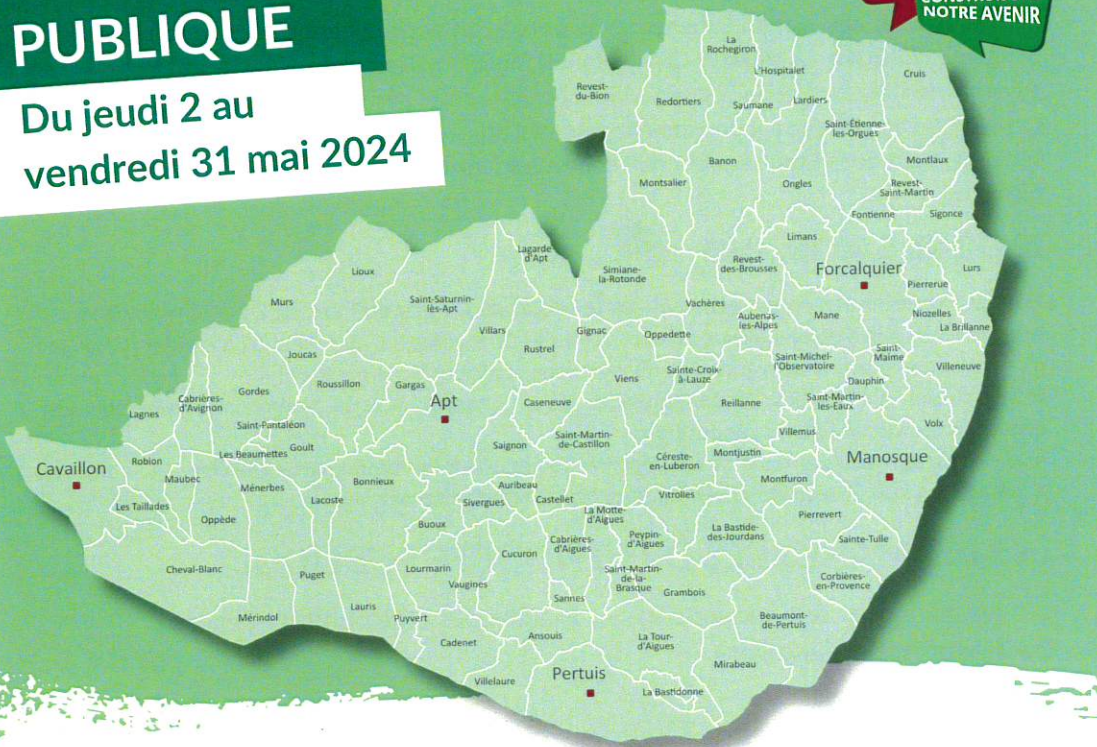 PUBLIQUE
Du jeudi 2 au
vendredi 31 mai 2024
NOTRE AVENIR
La
Rochegiron
L'Hospitalet
Cruis
Revest-
du-Bion
Redortiers
Saumane
Lardiers
Saint-Étienne-
les-Orgues
Banon
Montlaux
Montsalier
Ongles
Revest-
Saint-Martin
Fontienne
Sigonce
Limans
Lagarde
d'Apt
Lioux
Simiane-
la-Rotonde
Revest-
des-Brousses
Forcalquier
Lurs
Pierrerue
Murs
Saint-Saturnin-
lès-Apt
Vachères
Villars
Gignac
Oppedette
Aubenas-
les-Alpes
Mane
Niozelles
La Brillanne
Rustrel
Joucas
Saint-Michel-
l'Observatoire
Saint-
Maime
Villeneuve
Roussillon
Gargas
Viens
Sainte-Croix-
à-Lauze
Dauphin
Gordes
Cabrières-
d'Avignon
Apt
Caseneuve
Reillanne
Saint-Martin-
les-Eaux
Lagnes
Saint-Pantaléon
Volx
Villemus
Saignon
Saint-Martin-
de-Castillon
Goult
Les Beaumettes
Montjustin
Manosque
Cavaillon
Robion
Céreste-
en-Luberon
Maubec
Ménerbes
Bonnieux
Montfuron
Auribeau
Lacoste
Sivergues
Castellet
Vitrolles
Les Taillades
Oppède
La Motte-
d'Aigues
Pierrevert
Buoux
La Bastide-
des-Jourdans
Peypin-
d'Aigues
Sainte-Tulle
Cabrières-
d'Aigues
Cucuron
Cheval-Blanc
Puget
Lourmarin
Saint-Martin-
de-la-
Brasque
Corbières-
en-Provence
Vaugines
Grambois
Sannes
Lauris
Mérindol
Puyvert
Beaumont-
de-Pertuis
Cadenet
Ansouis
La Tour-
d'Aigues
Mirabeau
Pertuis
Villelaure
La Bastidonne